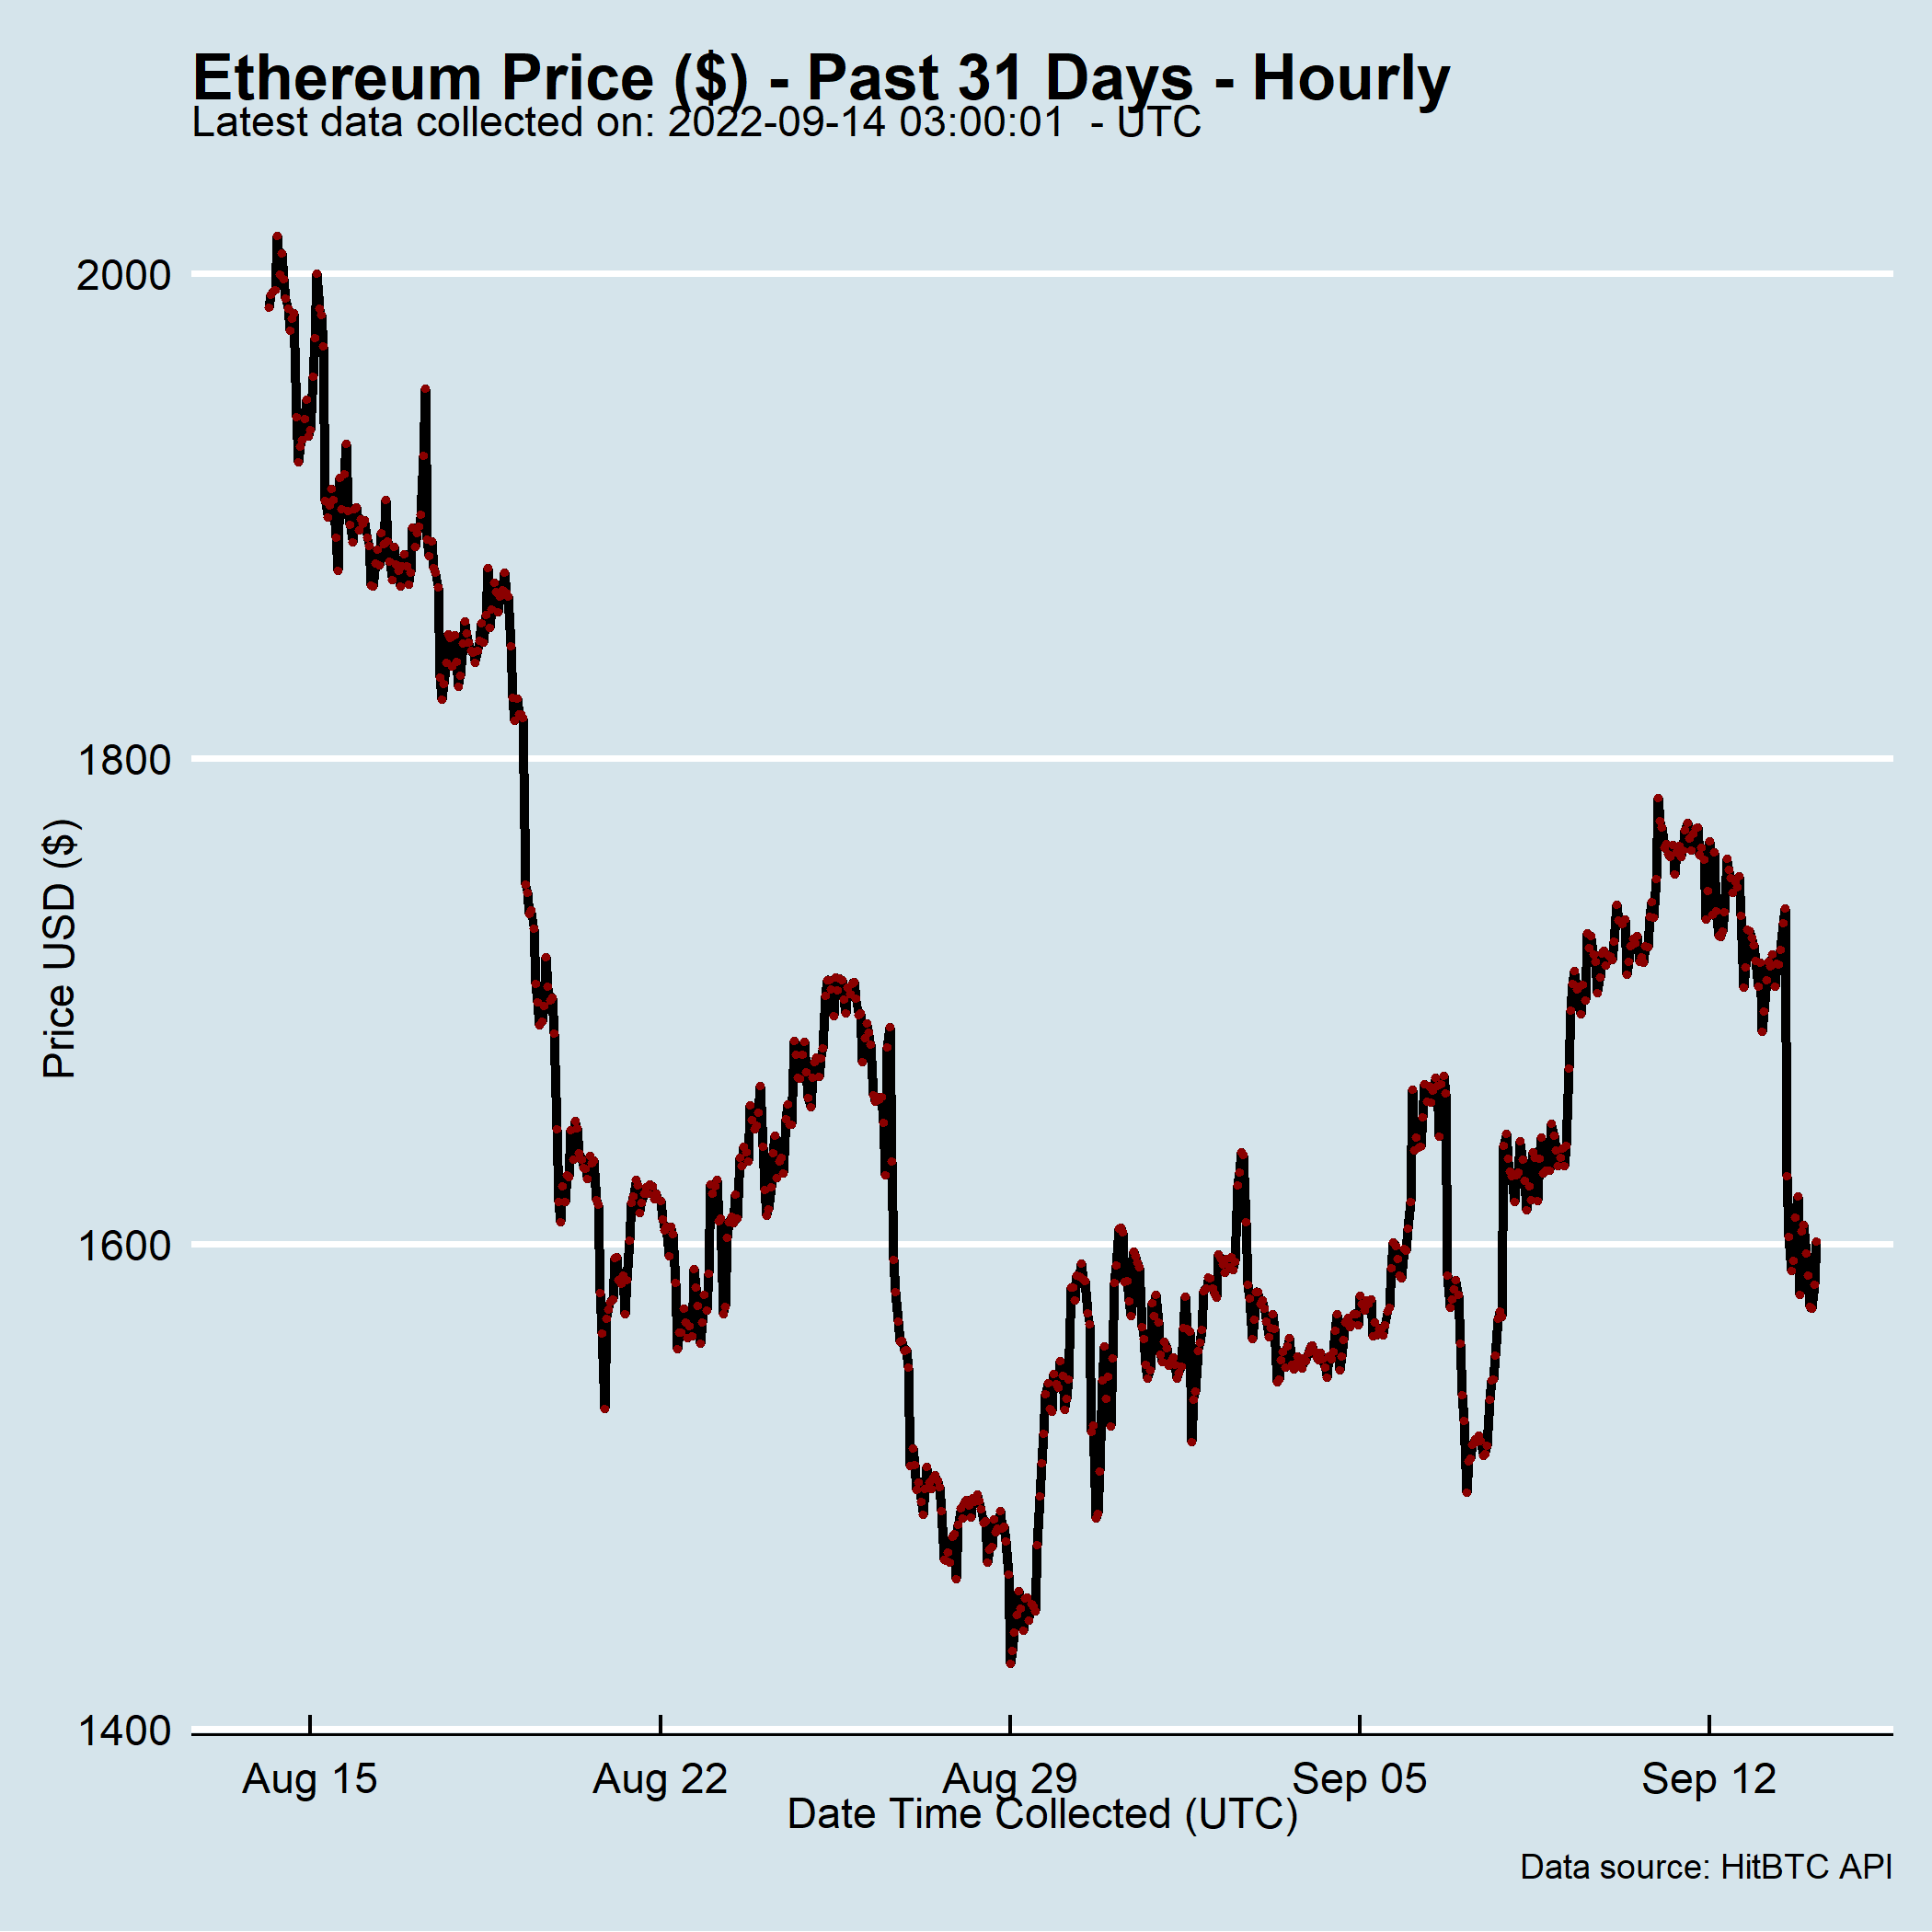 Ethereum Price ($) - Past 31 Days - Hourly
Latest data collected on: 2022-09-14 03:00:01  - UTC
2000
1800
1600
1400
Price USD ($)
Aug 15
Aug 22
Aug 29
Sep 05
Sep 12
Date Time Collected (UTC)
Data source: HitBTC API